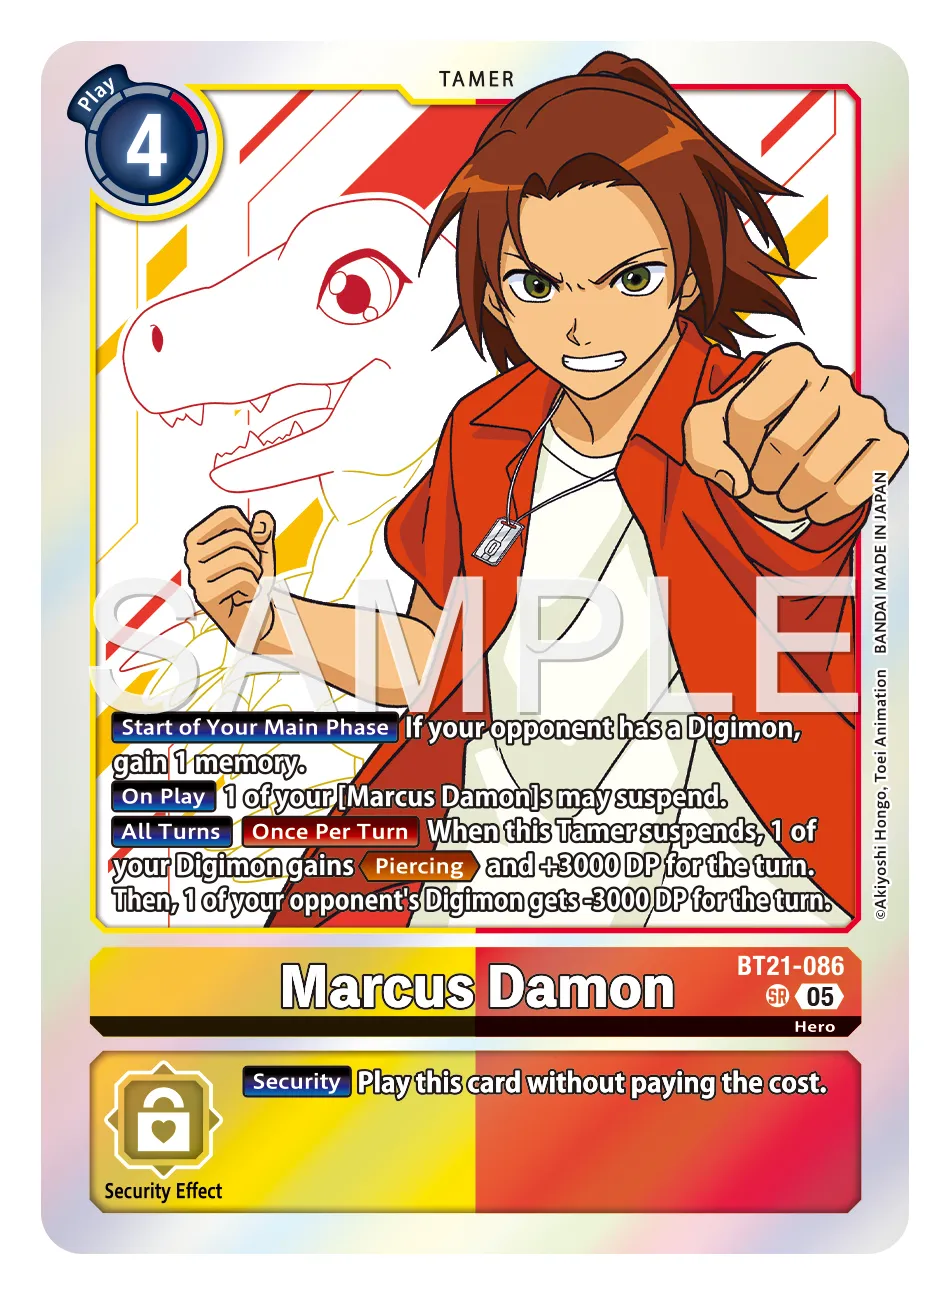 TAMER
Play
4
SAMPLE
Start of Your Main Phase If your opponent has a Digimon,
gain 1 memory.
On Play 1 of your [Marcus Damon]s may suspend.
All Turns Once Per Turn When this Tamer suspends, 1 of
your Digimon gains Piercing and +3000 DP for the turn.
Then, 1 of your opponent's Digimon gets -3000 DP for the turn.
©Akiyoshi Hongo, Toei Animation BANDAI MADE IN JAPAN
Marcus Damon
BT21-086
SR 05
Hero
Security Play this card without paying the cost.
Security Effect